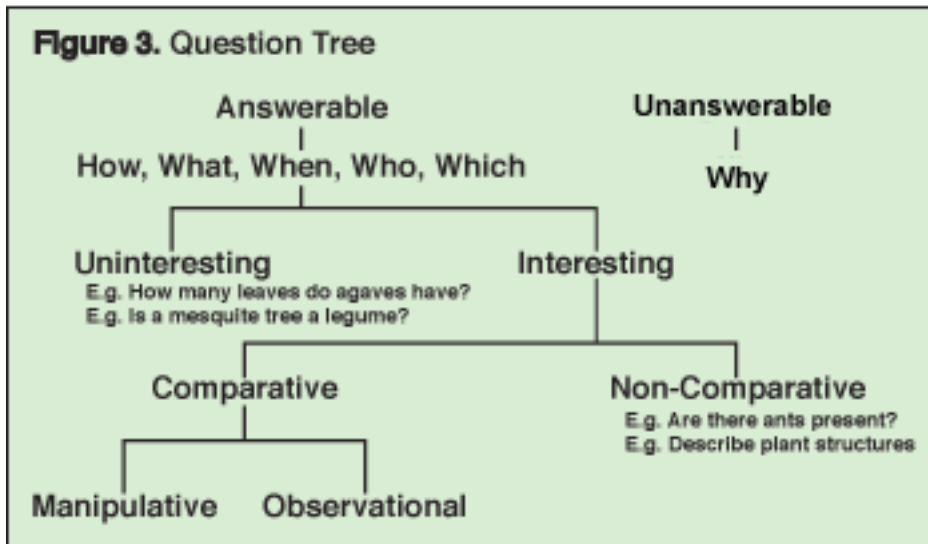 Figure 3. Question Tree
Answerable
Unanswerable
How, What, When, Who, Which
Why
Uninteresting
E.g. How many leaves do agaves have?
E.g. Is a mesquite tree a legume?
Interesting
Comparative
Non-Comparative
E.g. Are there ants present?
E.g. Describe plant structures
Manipulative
Observational